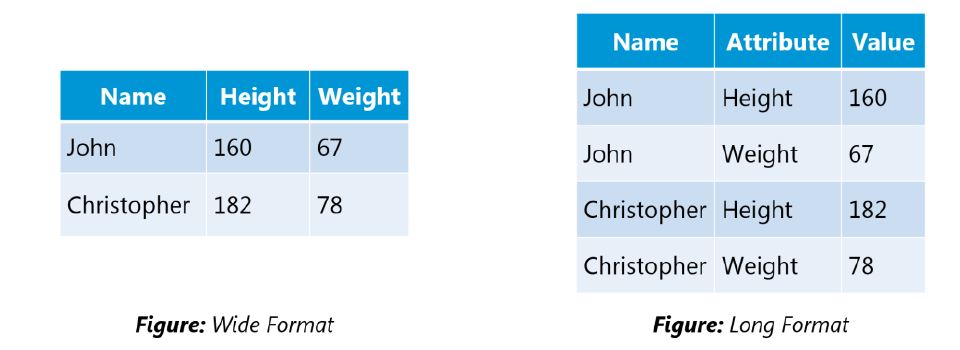 Name Height Weight
John 160 67
Christopher 182 78
Figure: Wide Format
Name Attribute Value
John Height 160
John Weight 67
Christopher Height 182
Christopher Weight 78
Figure: Long Format